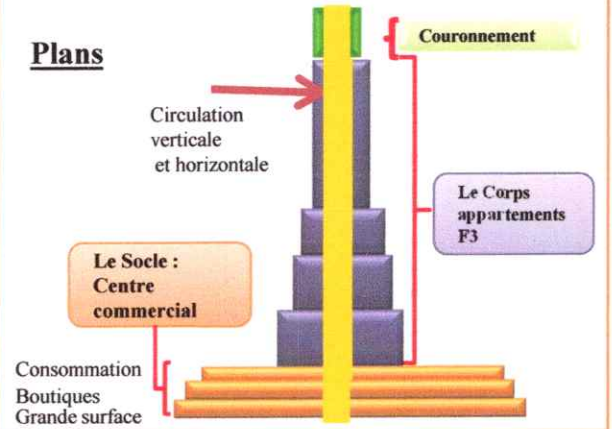 Plans
Couronnement
Circulation
verticale
et horizontale
Le Corps
appartements
F3
Le Socle :
Centre
commercial
Consommation
Boutiques
Grande surface